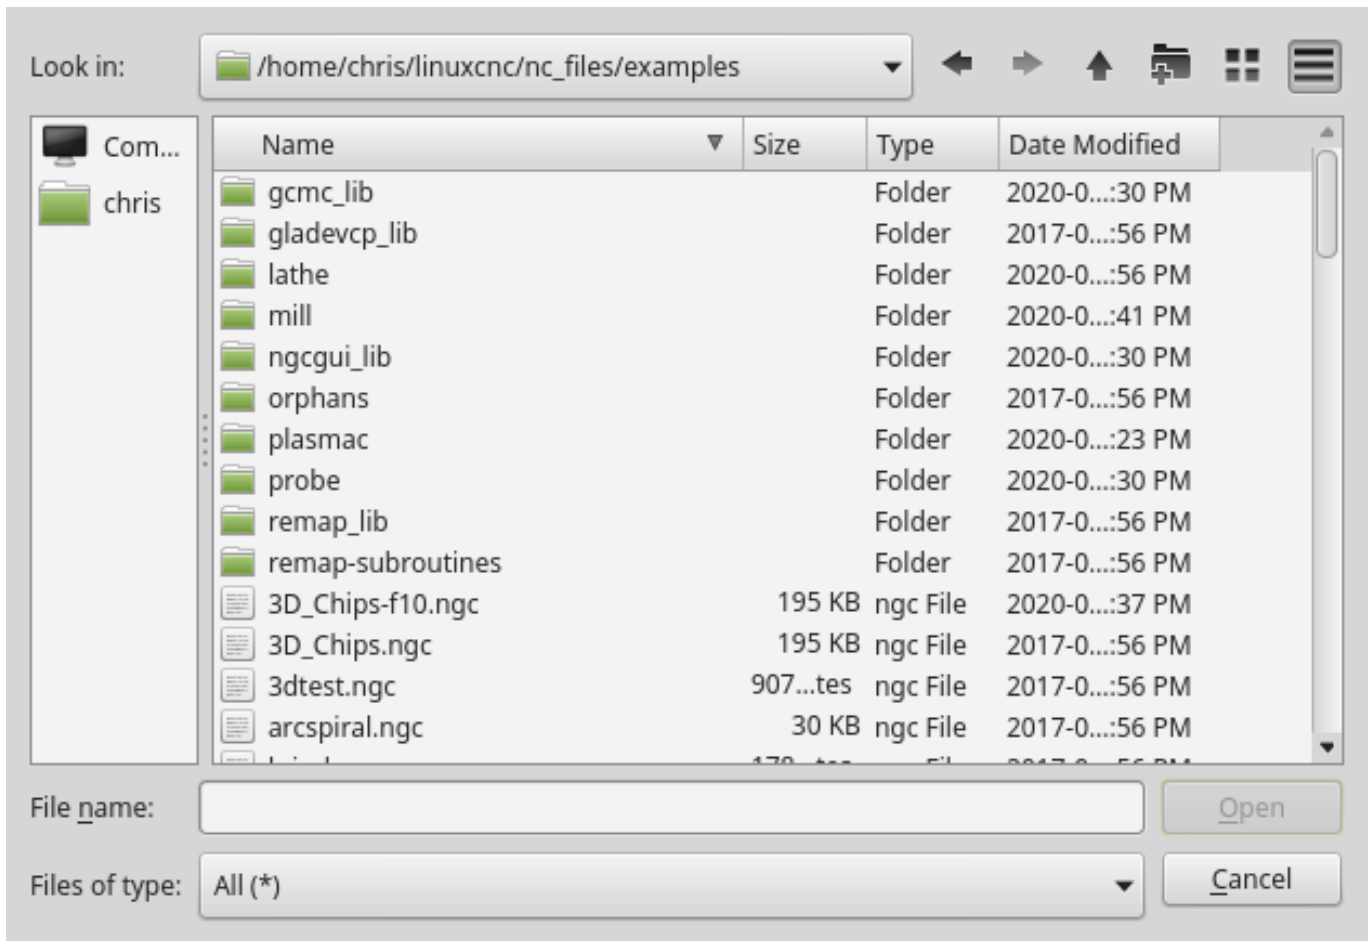 Look in: /home/chris/linuxcnc/nc_files/examples
Com...
chris
Name Size Type Date Modified
gcmc_lib Folder 2020-0...:30 PM
gladevcp_lib Folder 2017-0...:56 PM
lathe Folder 2020-0...:56 PM
mill Folder 2020-0...:41 PM
ngcgui_lib Folder 2020-0...:30 PM
orphans Folder 2017-0...:56 PM
plasmac Folder 2020-0...:23 PM
probe Folder 2020-0...:30 PM
remap_lib Folder 2017-0...:56 PM
remap-subroutines Folder 2017-0...:56 PM
3D_Chips-f10.ngc 195 KB ngc File 2020-0...:37 PM
3D_Chips.ngc 195 KB ngc File 2017-0...:56 PM
3dtest.ngc 907...tes ngc File 2017-0...:56 PM
arcspiral.ngc 30 KB ngc File 2017-0...:56 PM
File name: Open
Files of type: All (*) Cancel